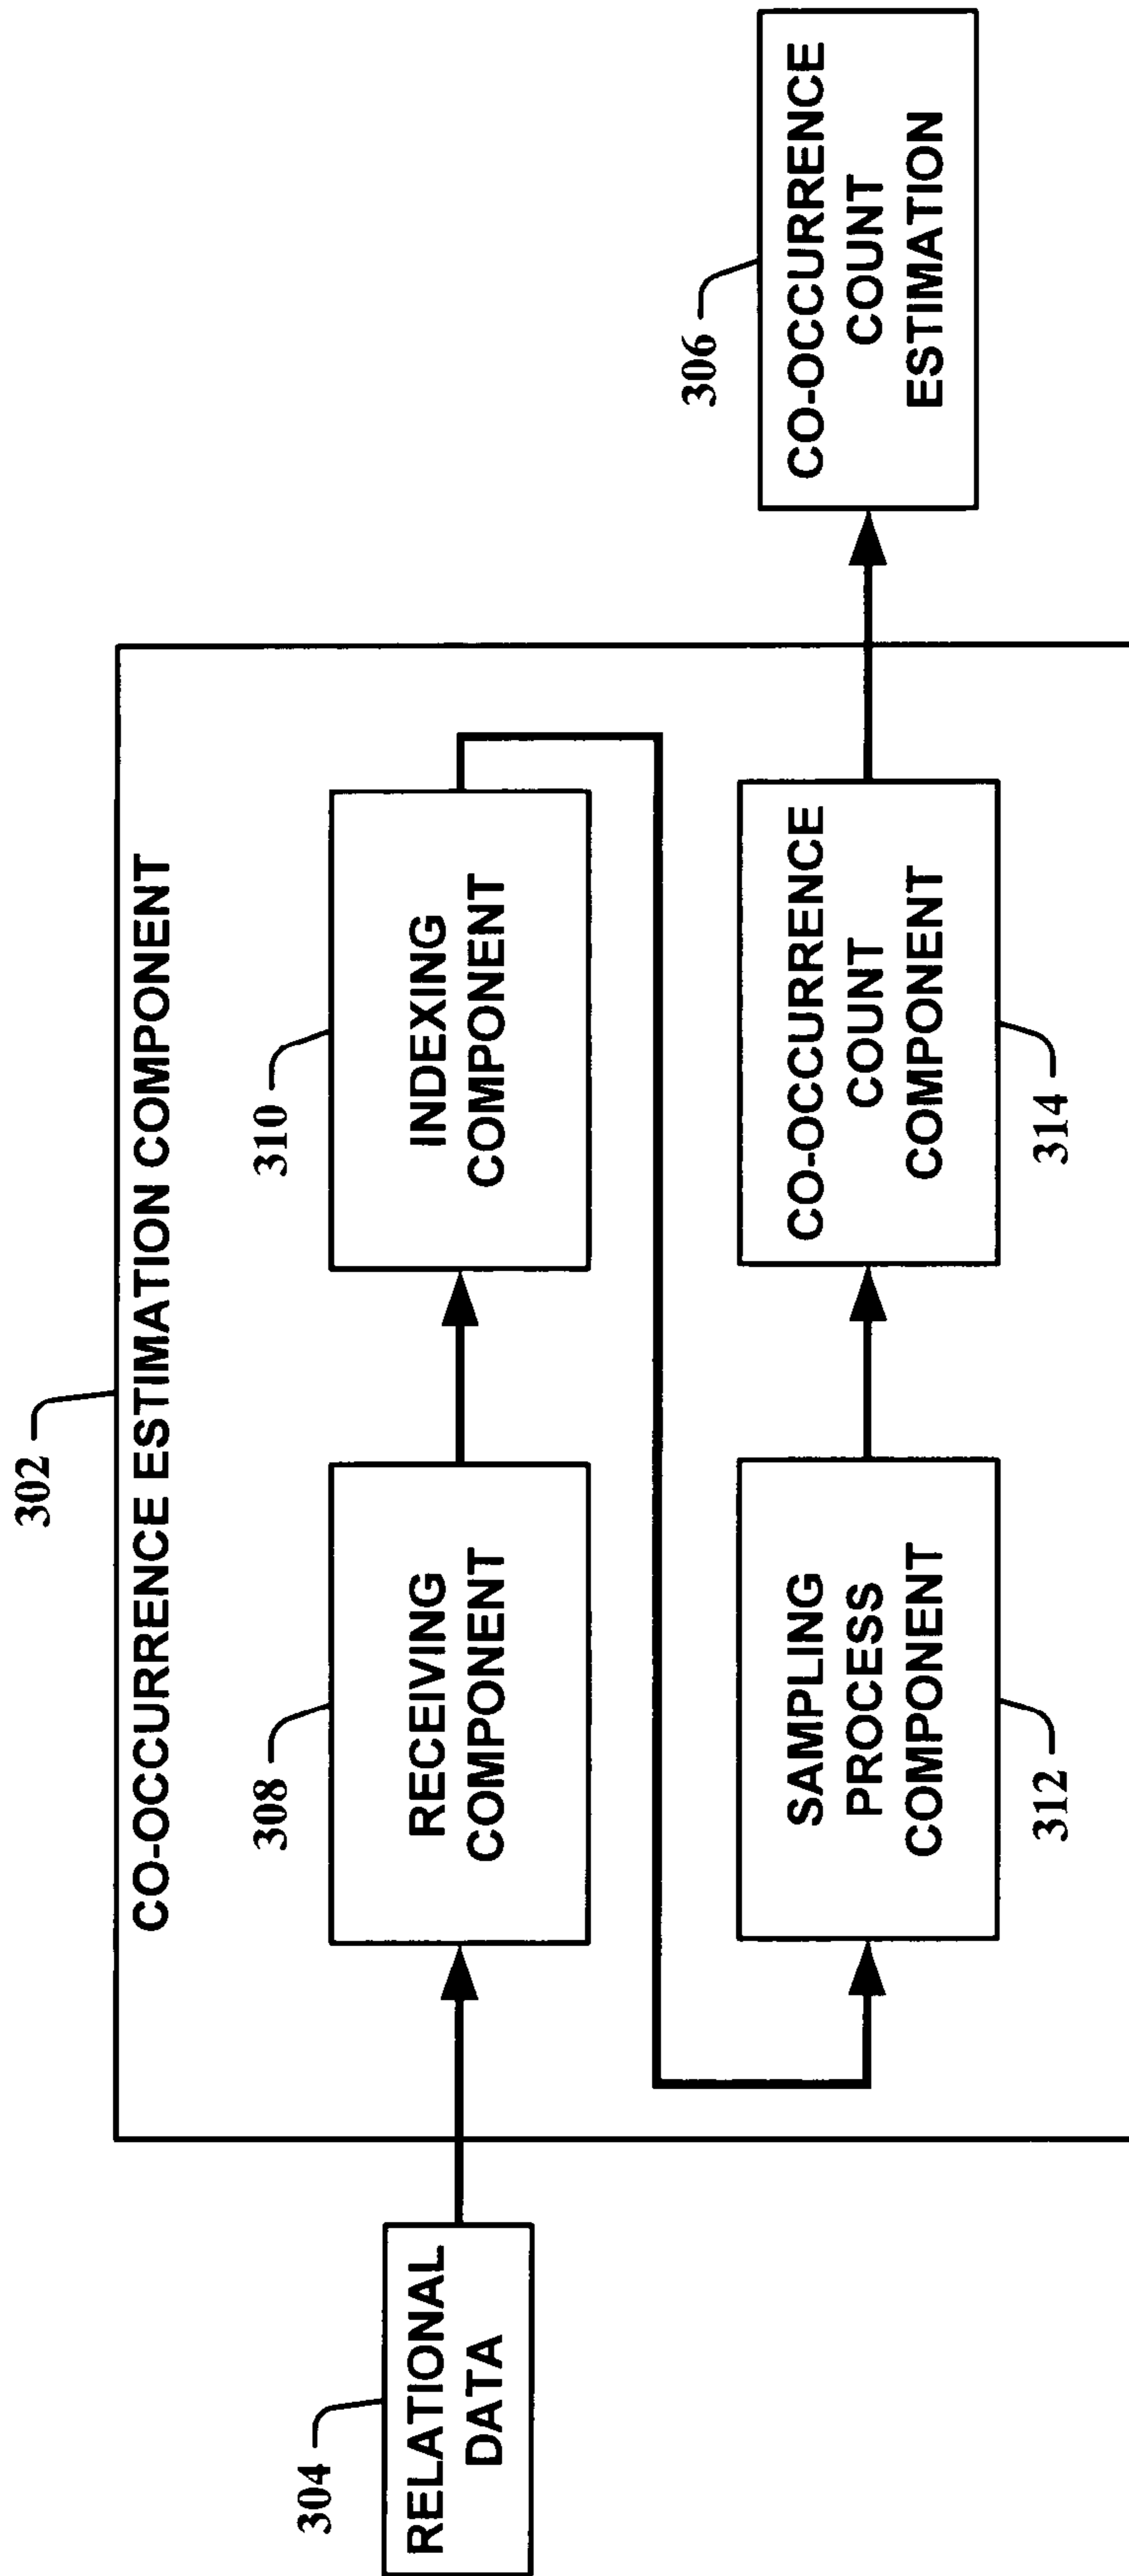 302
CO-OCCURRENCE ESTIMATION COMPONENT
304
RELATIONAL
DATA
308
RECEIVING
COMPONENT
310
INDEXING
COMPONENT
SAMPLING
PROCESS
COMPONENT
312
CO-OCCURRENCE
COUNT
COMPONENT
314
306
CO-OCCURRENCE
COUNT
ESTIMATION